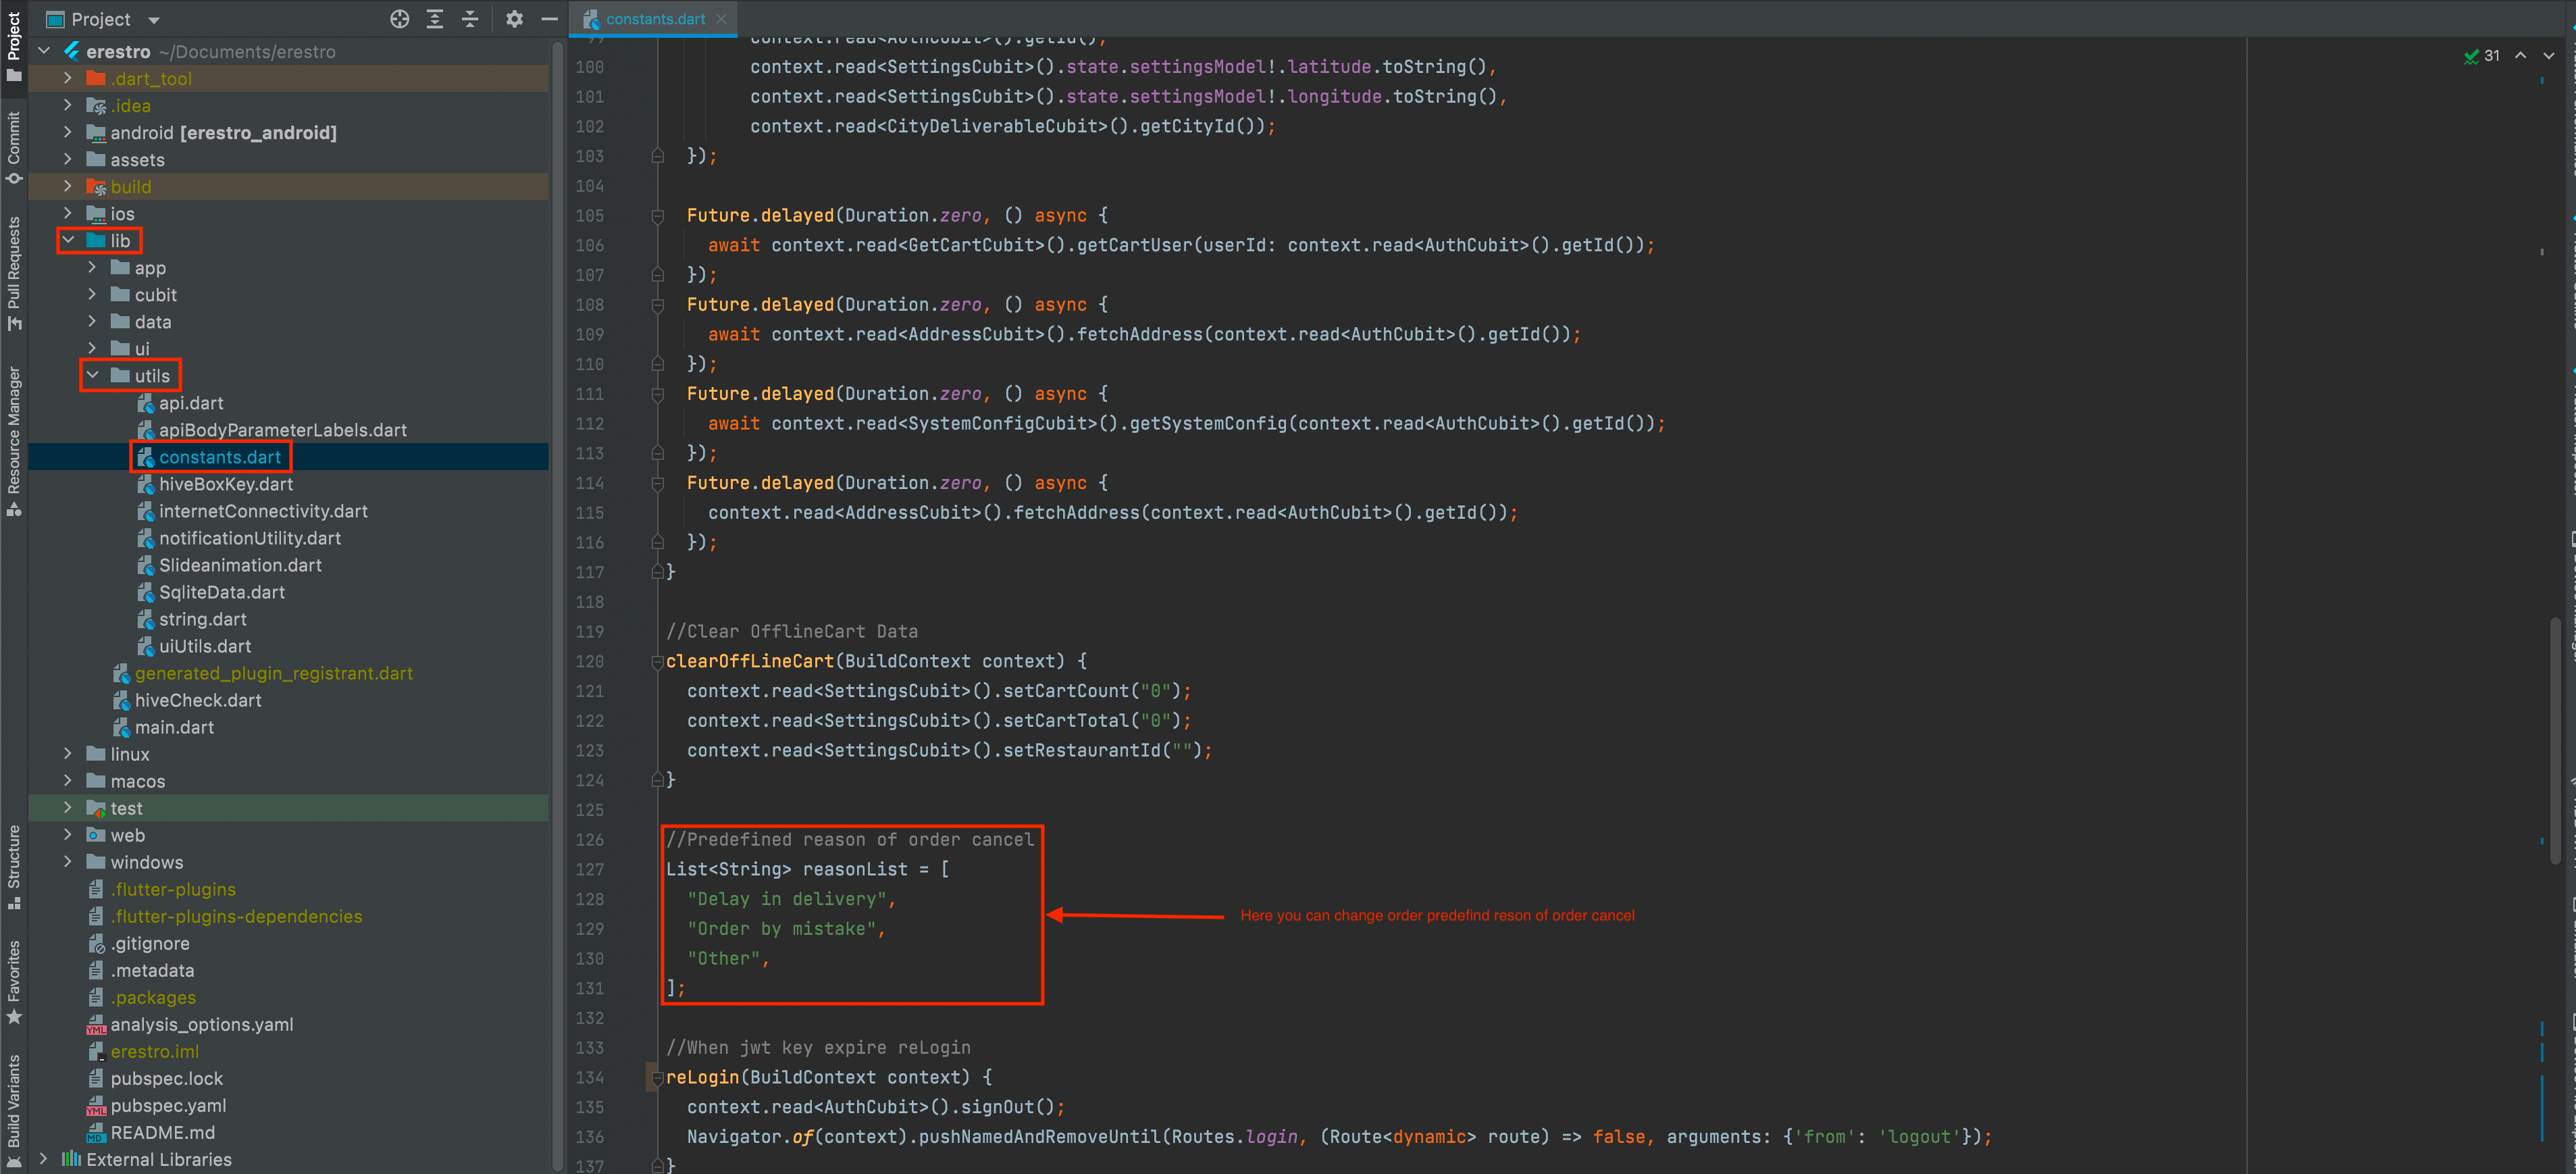 Project
Commit
Pull Requests
Resource Manager
Structure
Favorites
Build Variants
Project
erestro ~/Documents/erestro
.dart_tool
.idea
android [erestro_android]
assets
build
ios
lib
app
cubit
data
ui
utils
api.dart
apiBodyParameterLabels.dart
constants.dart
hiveBoxKey.dart
internetConnectivity.dart
notificationUtility.dart
Slideanimation.dart
SqliteData.dart
string.dart
uiUtils.dart
generated_plugin_registrant.dart
hiveCheck.dart
main.dart
linux
macos
test
web
windows
.flutter-plugins
.flutter-plugins-dependencies
.gitignore
.metadata
.packages
analysis_options.yaml
erestro.iml
pubspec.lock
pubspec.yaml
README.md
External Libraries
constants.dart
31
99 context.read<AuthCubit>().getId(),
100 context.read<SettingsCubit>().state.settingsModel!.latitude.toString(),
101 context.read<SettingsCubit>().state.settingsModel!.longitude.toString(),
102 context.read<CityDeliverableCubit>().getCityId());
103 });
104
105 Future.delayed(Duration.zero, () async {
106 await context.read<GetCartCubit>().getCartUser(userId: context.read<AuthCubit>().getId());
107 });
108 Future.delayed(Duration.zero, () async {
109 await context.read<AddressCubit>().fetchAddress(context.read<AuthCubit>().getId());
110 });
111 Future.delayed(Duration.zero, () async {
112 await context.read<SystemConfigCubit>().getSystemConfig(context.read<AuthCubit>().getId());
113 });
114 Future.delayed(Duration.zero, () async {
115 context.read<AddressCubit>().fetchAddress(context.read<AuthCubit>().getId());
116 });
117 }
118
119 //Clear OfflineCart Data
120 clearOffLineCart(BuildContext context) {
121 context.read<SettingsCubit>().setCartCount("0");
122 context.read<SettingsCubit>().setCartTotal("0");
123 context.read<SettingsCubit>().setRestaurantId("");
124 }
125
126 //Predefined reason of order cancel
127 List<String> reasonList = [
128 "Delay in delivery",
129 "Order by mistake",
130 "Other",
131 ];
Here you can change order predefind reson of order cancel
132
133 //When jwt key expire reLogin
134 reLogin(BuildContext context) {
135 context.read<AuthCubit>().signOut();
136 Navigator.of(context).pushNamedAndRemoveUntil(Routes.login, (Route<dynamic> route) => false, arguments: {'from': 'logout'});
137 }